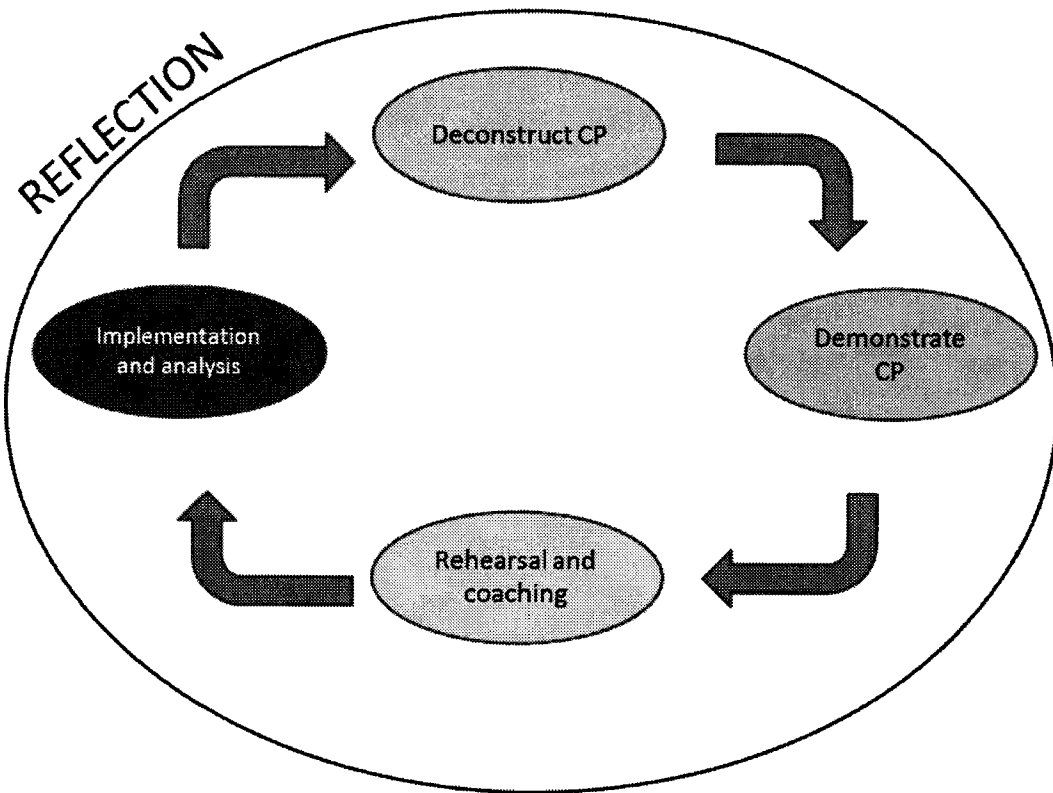 REFLECTION
Deconstruct CP
Demonstrate
CP
Rehearsal and
coaching
Implementation
and analysis